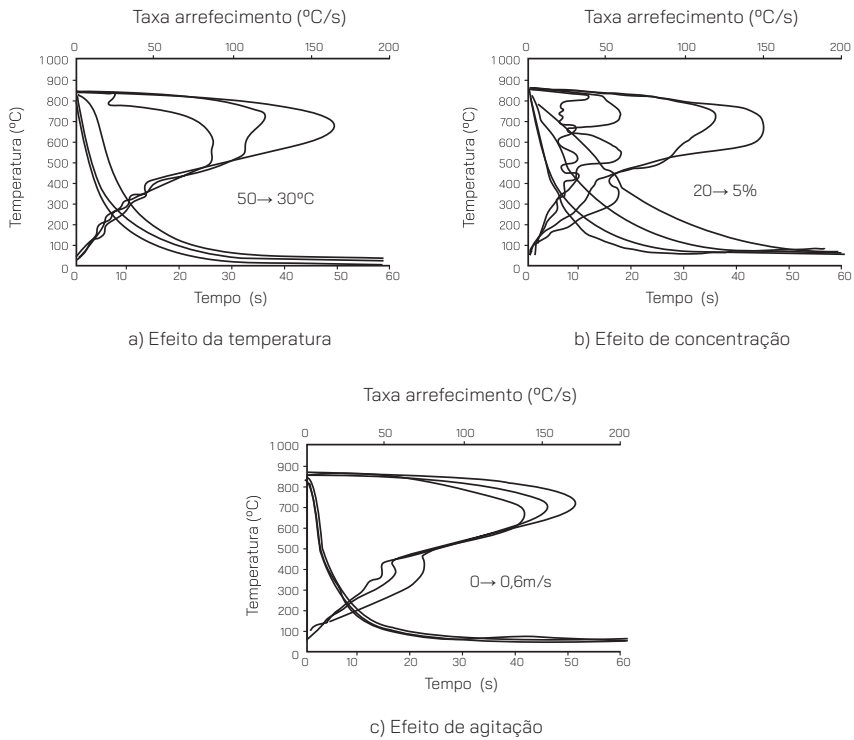 Taxa arrefecimento (ºC/s)
0 50 100 150 200
Temperatura (ºC)
1 000
900
800
700
600
500
400
300
200
100
0
50→ 30ºC
0 10 20 30 40 50 60
Tempo (s)
a) Efeito da temperatura
Taxa arrefecimento (ºC/s)
0 50 100 150 200
Temperatura (ºC)
1 000
900
800
700
600
500
400
300
200
100
0
20→ 5%
0 10 20 30 40 50 60
Tempo (s)
b) Efeito de concentração
Taxa arrefecimento (ºC/s)
0 50 100 150 200
Temperatura (ºC)
1 000
900
800
700
600
500
400
300
200
100
0
0→ 0,6m/s
0 10 20 30 40 50 60
Tempo (s)
c) Efeito de agitação